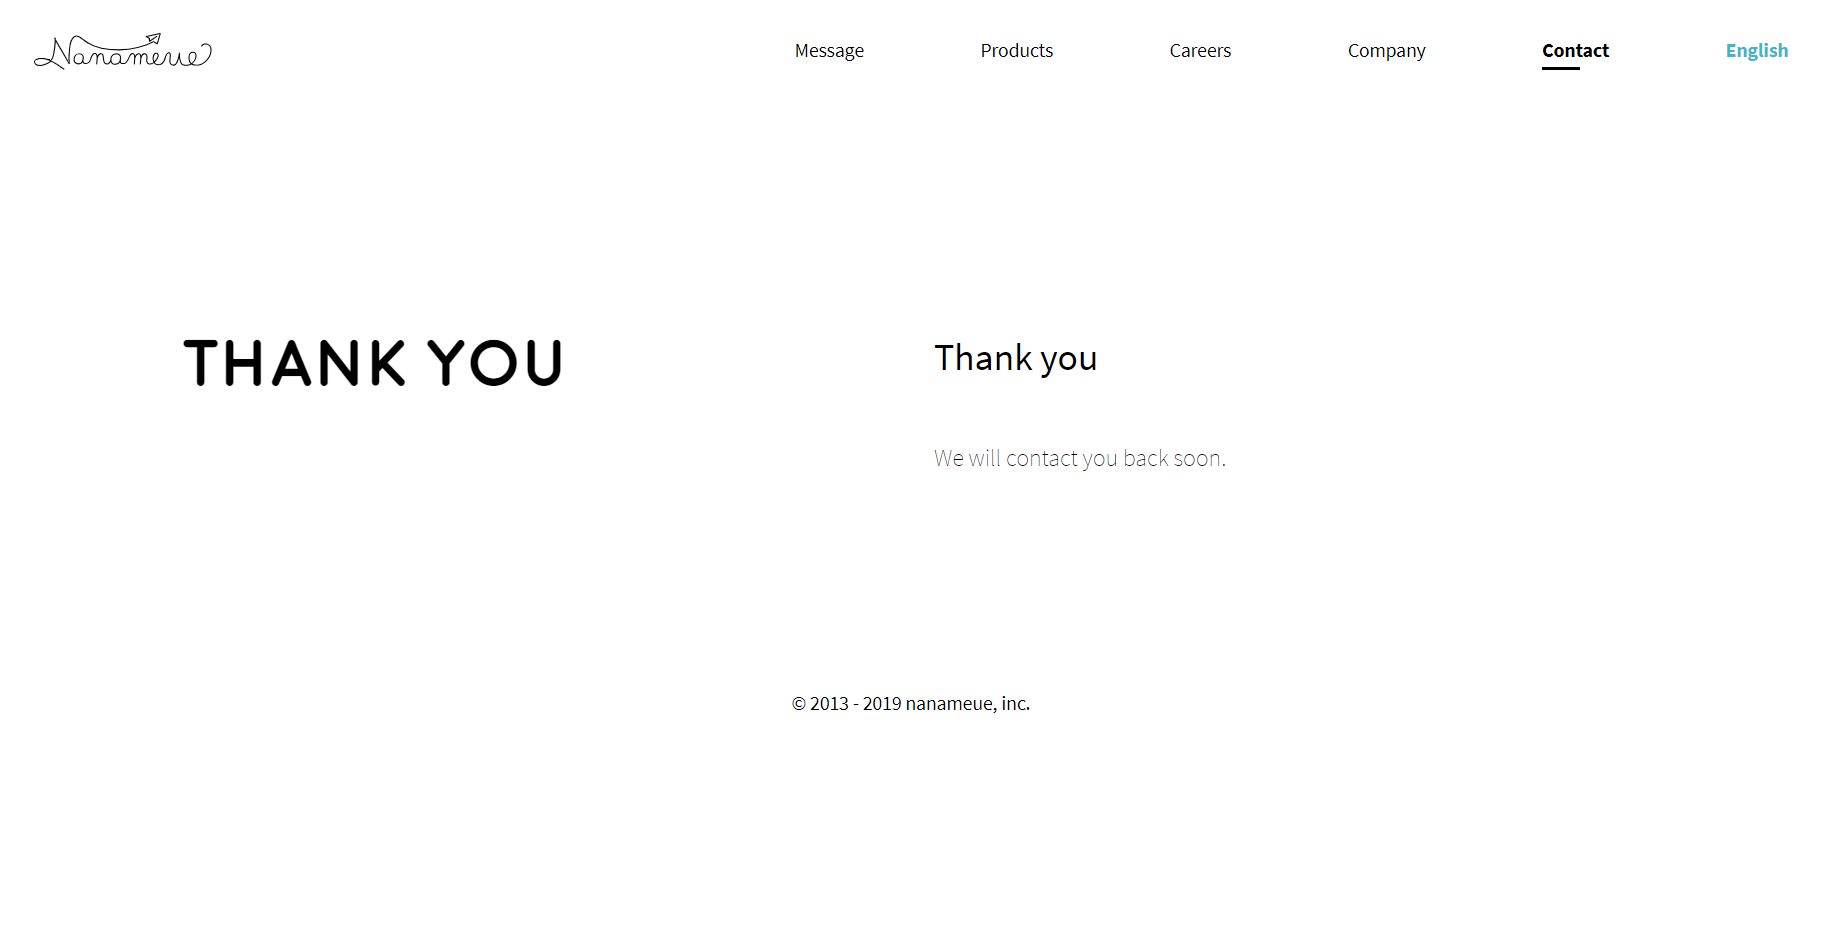 Nanameue
Message Products Careers Company Contact English
THANK YOU
Thank you
We will contact you back soon.
© 2013 - 2019 nanameue, inc.